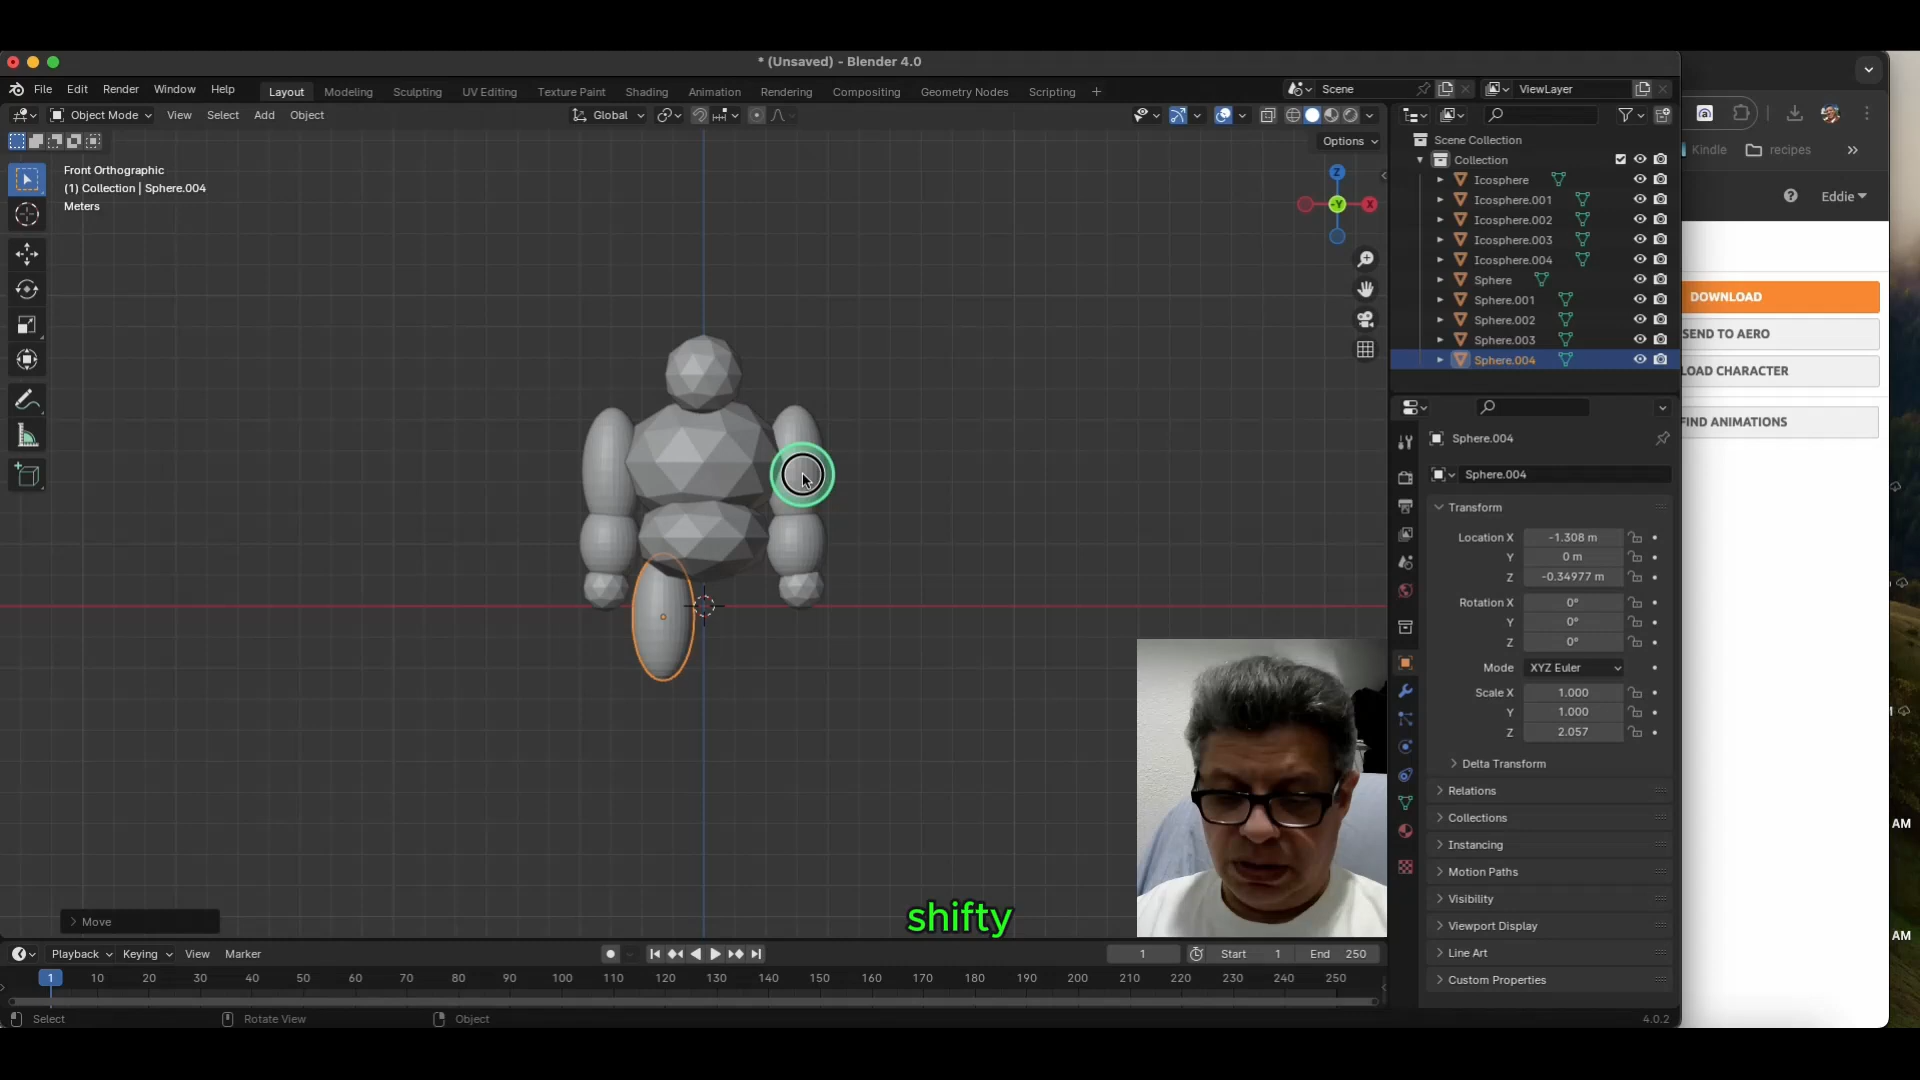 * (Unsaved) - Blender 4.0
File Edit Render Window Help
Layout Modeling Sculpting UV Editing Texture Paint Shading Animation Rendering Compositing Geometry Nodes Scripting +
Scene
ViewLayer
Object Mode View Select Add Object
Global
Options
Front Orthographic
(1) Collection | Sphere.004
Meters
Z
-Y
X
Scene Collection
Collection
Icosphere
Icosphere.001
Icosphere.002
Icosphere.003
Icosphere.004
Sphere
Sphere.001
Sphere.002
Sphere.003
Sphere.004
Sphere.004
Sphere.004
Transform
Location X -1.308 m
Y 0 m
Z -0.34977 m
Rotation X 0°
Y 0°
Z 0°
Mode XYZ Euler
Scale X 1.000
Y 1.000
Z 2.057
Delta Transform
Relations
Collections
Instancing
Motion Paths
Visibility
Viewport Display
Line Art
Custom Properties
Kindle recipes
Eddie
DOWNLOAD
SEND TO AERO
LOAD CHARACTER
FIND ANIMATIONS
AM
AM
Move
shifty
Playback Keying View Marker
1 Start 1 End 250
1 10 20 30 40 50 60 70 80 90 100 110 120 130 140 150 160 170 180 190 200 210 220 230 240 250
Select Rotate View Object
4.0.2